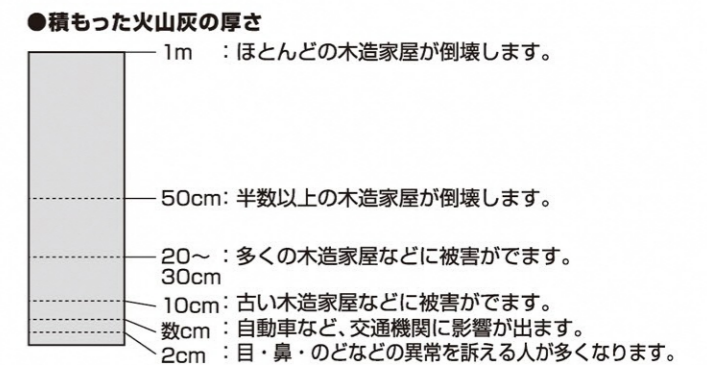 ●積もった火山灰の厚さ
1m ：ほとんどの木造家屋が倒壊します。
50cm：半数以上の木造家屋が倒壊します。
20～ ：多くの木造家屋などに被害がでます。
30cm
10cm：古い木造家屋などに被害がでます。
数cm ：自動車など、交通機関に影響が出ます。
2cm ：目・鼻・のどなどの異常を訴える人が多くなります。